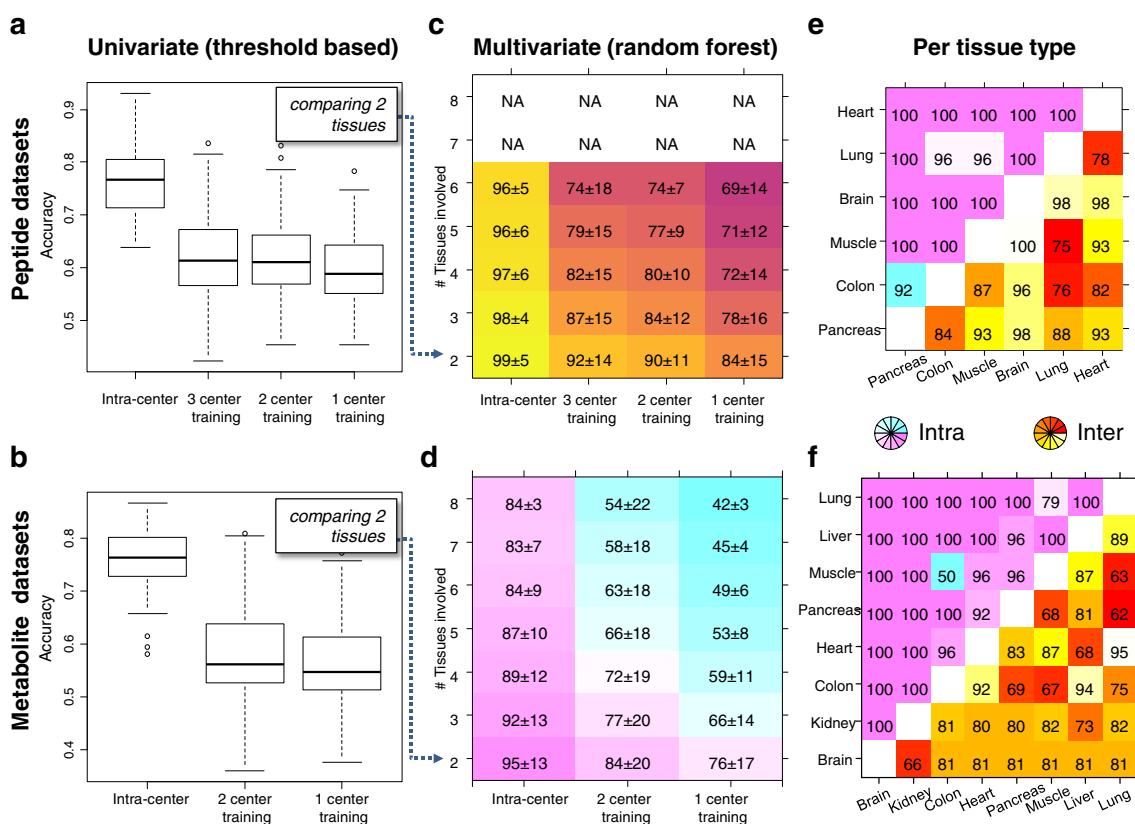 a
Univariate (threshold based)
c
Multivariate (random forest)
e
Per tissue type
Peptide datasets
Accuracy
0.9
0.8
0.7
0.6
0.5
comparing 2
tissues
Intra-center
3 center
training
2 center
training
1 center
training
# Tissues involved
8 NA NA NA NA
7 NA NA NA NA
6 96±5 74±18 74±7 69±14
5 96±6 79±15 77±9 71±12
4 97±6 82±15 80±10 72±14
3 98±4 87±15 84±12 78±16
2 99±5 92±14 90±11 84±15
Intra-center
3 center
training
2 center
training
1 center
training
Heart 100 100 100 100 100
Lung 100 96 96 100 78
Brain 100 100 100 98 98
Muscle 100 100 100 75 93
Colon 92 87 96 76 82
Pancreas 84 93 98 88 93
Pancreas Colon Muscle Brain Lung Heart
Intra
Inter
b
d
f
Metabolite datasets
Accuracy
0.8
0.7
0.6
0.5
0.4
comparing 2
tissues
Intra-center
2 center
training
1 center
training
# Tissues involved
8 84±3 54±22 42±3
7 83±7 58±18 45±4
6 84±9 63±18 49±6
5 87±10 66±18 53±8
4 89±12 72±19 59±11
3 92±13 77±20 66±14
2 95±13 84±20 76±17
Intra-center
2 center
training
1 center
training
Lung 100 100 100 100 100 79 100
Liver 100 100 100 100 96 100 89
Muscle 100 100 50 96 96 87 63
Pancreas 100 100 100 92 68 81 62
Heart 100 100 96 83 87 68 95
Colon 100 100 92 69 67 94 75
Kidney 100 81 80 80 82 73 82
Brain 66 81 81 81 81 81 81
Brain Kidney Colon Heart Pancreas Muscle Liver Lung